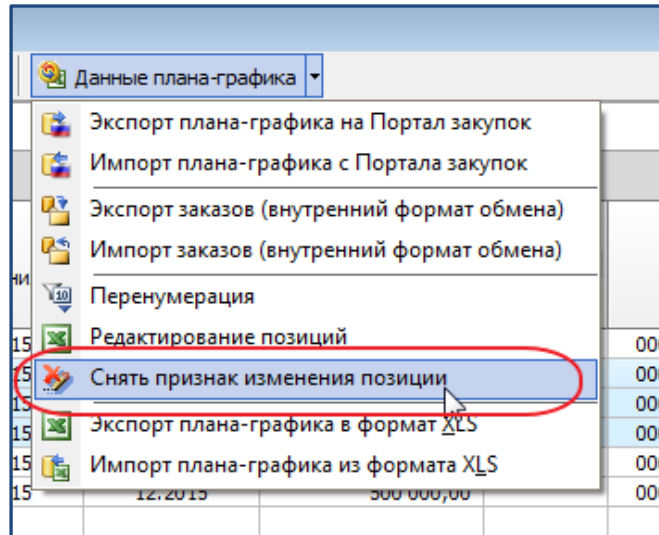 Данные плана-графика
Экспорт плана-графика на Портал закупок
Импорт плана-графика с Портала закупок
Экспорт заказов (внутренний формат обмена)
Импорт заказов (внутренний формат обмена)
Перенумерация
Редактирование позиций
Снять признак изменения позиции
Экспорт плана-графика в формат XLS
Импорт плана-графика из формата XLS
15 12.2015 500 000,00 00